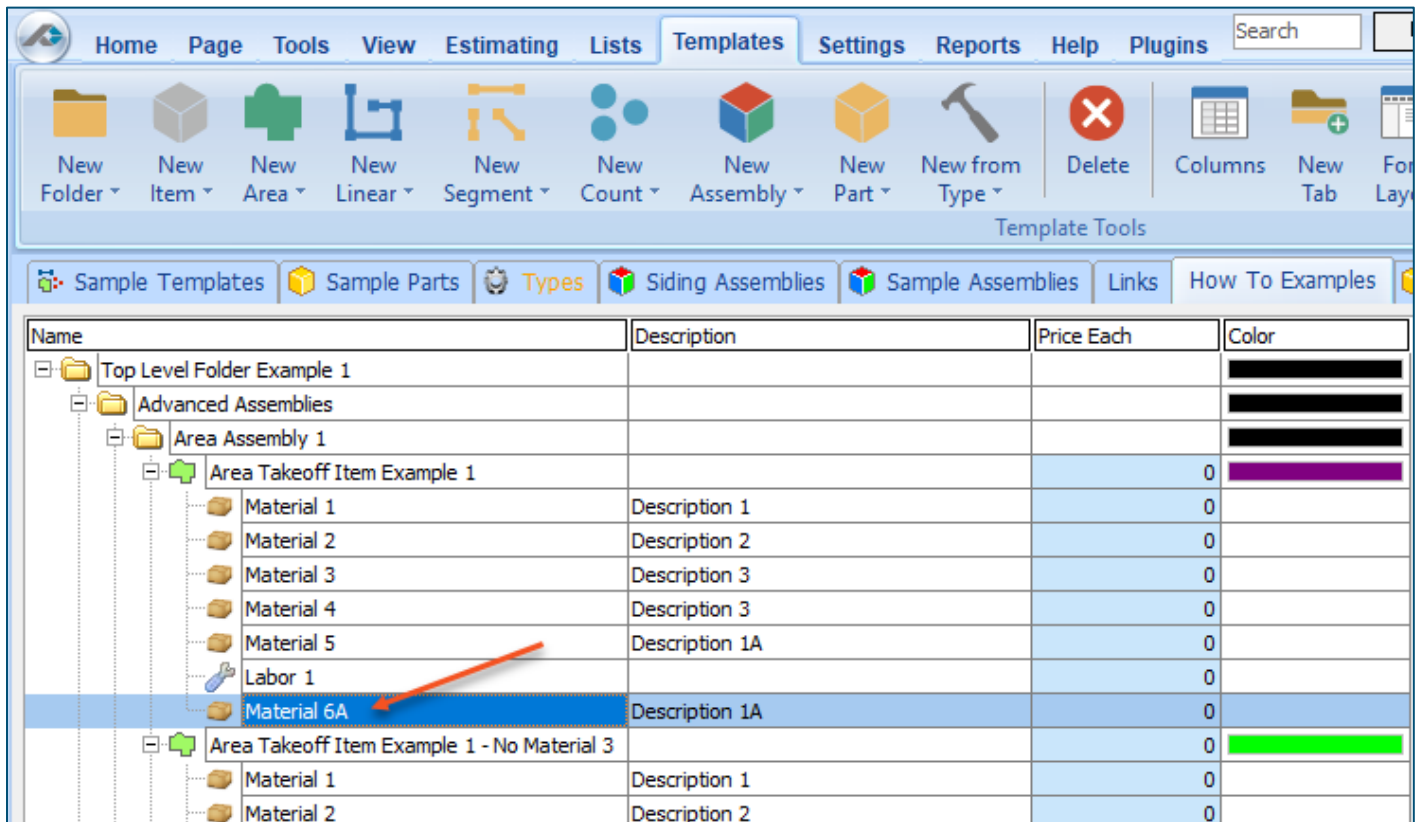 Home Page Tools View Estimating Lists Templates Settings Reports Help Plugins Search
New Folder
New Item
New Area
New Linear
New Segment
New Count
New Assembly
New Part
New from Type
Delete
Columns
New Tab
Template Tools
Sample Templates Sample Parts Types Siding Assemblies Sample Assemblies Links How To Examples
Name Description Price Each Color
Top Level Folder Example 1
Advanced Assemblies
Area Assembly 1
Area Takeoff Item Example 1 0
Material 1 Description 1 0
Material 2 Description 2 0
Material 3 Description 3 0
Material 4 Description 3 0
Material 5 Description 1A 0
Labor 1 0
Material 6A Description 1A 0
Area Takeoff Item Example 1 - No Material 3 0
Material 1 Description 1 0
Material 2 Description 2 0